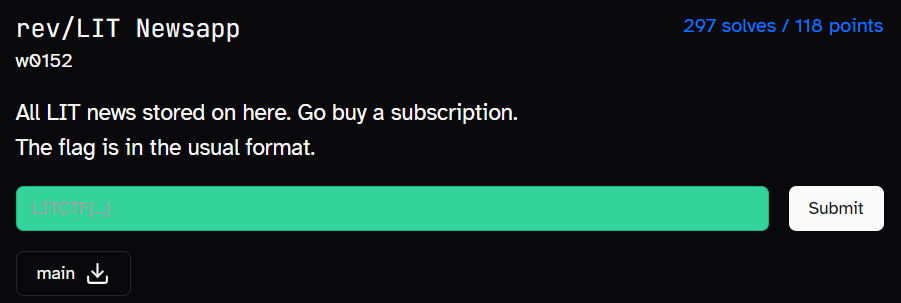 rev/LIT Newsapp
297 solves / 118 points
w0152
All LIT news stored on here. Go buy a subscription.
The flag is in the usual format.
LITCTF{...}
Submit
main